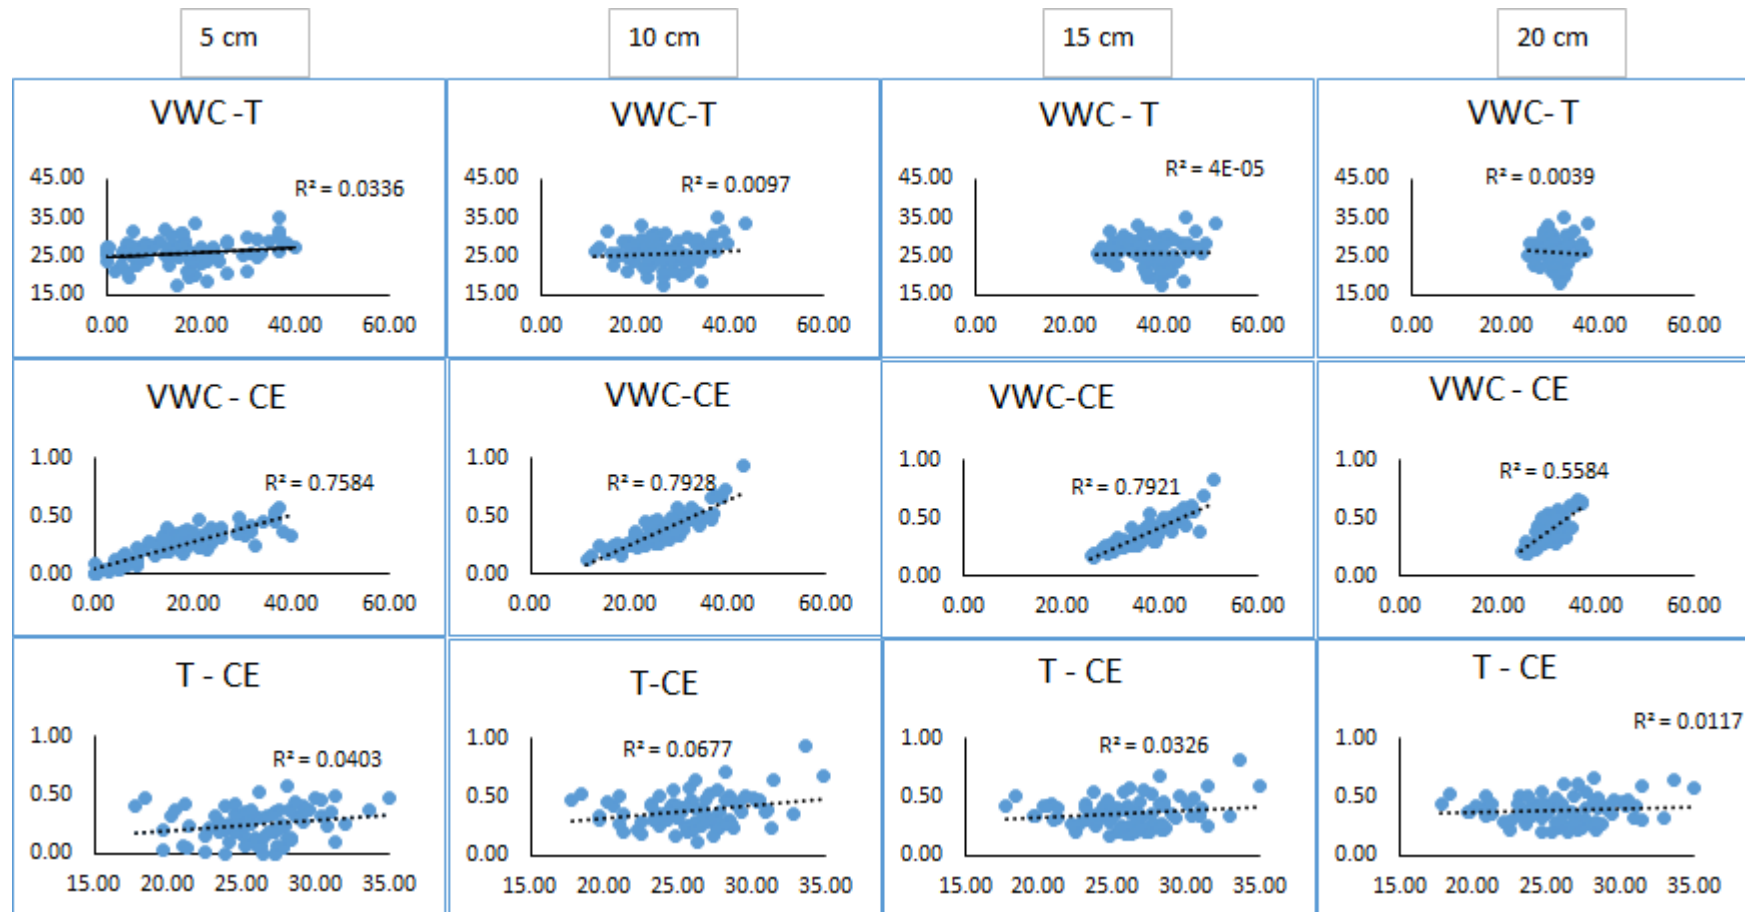 5 cm
10 cm
15 cm
20 cm
VWC -T
R² = 0.0336
45.00
35.00
25.00
15.00
0.00 20.00 40.00 60.00
VWC-T
R² = 0.0097
45.00
35.00
25.00
15.00
0.00 20.00 40.00 60.00
VWC - T
R² = 4E-05
45.00
35.00
25.00
15.00
0.00 20.00 40.00 60.00
VWC- T
R² = 0.0039
45.00
35.00
25.00
15.00
0.00 20.00 40.00 60.00
VWC - CE
R² = 0.7584
1.00
0.50
0.00
0.00 20.00 40.00 60.00
VWC-CE
R² = 0.7928
1.00
0.50
0.00
0.00 20.00 40.00 60.00
VWC-CE
R² = 0.7921
1.00
0.50
0.00
0.00 20.00 40.00 60.00
VWC - CE
R² = 0.5584
1.00
0.50
0.00
0.00 20.00 40.00 60.00
T - CE
R² = 0.0403
1.00
0.50
0.00
15.00 20.00 25.00 30.00 35.00
T-CE
R² = 0.0677
1.00
0.50
0.00
15.00 20.00 25.00 30.00 35.00
T - CE
R² = 0.0326
1.00
0.50
0.00
15.00 20.00 25.00 30.00 35.00
T - CE
R² = 0.0117
1.00
0.50
0.00
15.00 20.00 25.00 30.00 35.00